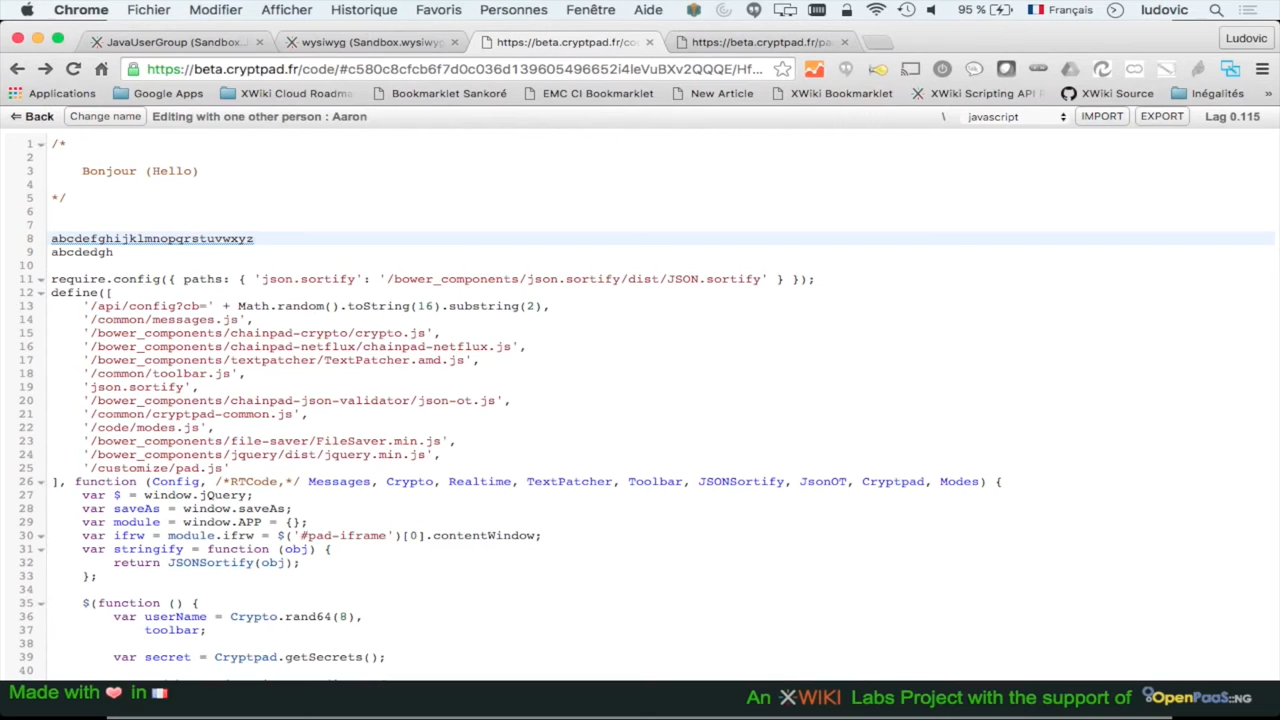 Chrome Fichier Modifier Afficher Historique Favoris Personnes Fenêtre Aide 95 % Français ludovic
JavaUserGroup (Sandbox. wysiwyg (Sandbox.wysiwyg https://beta.cryptpad.fr/co https://beta.cryptpad.fr/pa Ludovic
https://beta.cryptpad.fr/code/#c580c8cfcb6f7d0c036d139605496652i4leVuBXv2QQQE/Hf...
Applications Google Apps XWiki Cloud Roadma Bookmarklet Sankoré EMC CI Bookmarklet New Article XWiki Bookmarklet XWiki Scripting API XWiki Source Inégalités »
Back Change name Editing with one other person : Aaron \ javascript IMPORT EXPORT Lag 0.115
1 /*
2
3 Bonjour (Hello)
4
5 */
6
7
8 abcdefghijklmnopqrstuvwxyz
9 abcdedgh
10
11 require.config({ paths: { 'json.sortify': '/bower_components/json.sortify/dist/JSON.sortify' } });
12 define([
13 '/api/config?cb=' + Math.random().toString(16).substring(2),
14 '/common/messages.js',
15 '/bower_components/chainpad-crypto/crypto.js',
16 '/bower_components/chainpad-netflux/chainpad-netflux.js',
17 '/bower_components/textpatcher/TextPatcher.amd.js',
18 '/common/toolbar.js',
19 'json.sortify',
20 '/bower_components/chainpad-json-validator/json-ot.js',
21 '/common/cryptpad-common.js',
22 '/code/modes.js',
23 '/bower_components/file-saver/FileSaver.min.js',
24 '/bower_components/jquery/dist/jquery.min.js',
25 '/customize/pad.js'
26 ], function (Config, /*RTCode,*/ Messages, Crypto, Realtime, TextPatcher, Toolbar, JSONSortify, JsonOT, Cryptpad, Modes) {
27 var $ = window.jQuery;
28 var saveAs = window.saveAs;
29 var module = window.APP = {};
30 var ifrw = module.ifrw = $('#pad-iframe')[0].contentWindow;
31 var stringify = function (obj) {
32 return JSONSortify(obj);
33 };
34
35 $(function () {
36 var userName = Crypto.rand64(8),
37 toolbar;
38
39 var secret = Cryptpad.getSecrets();
40
Made with ❤ in An XWIKI Labs Project with the support of OpenPaaS::NG